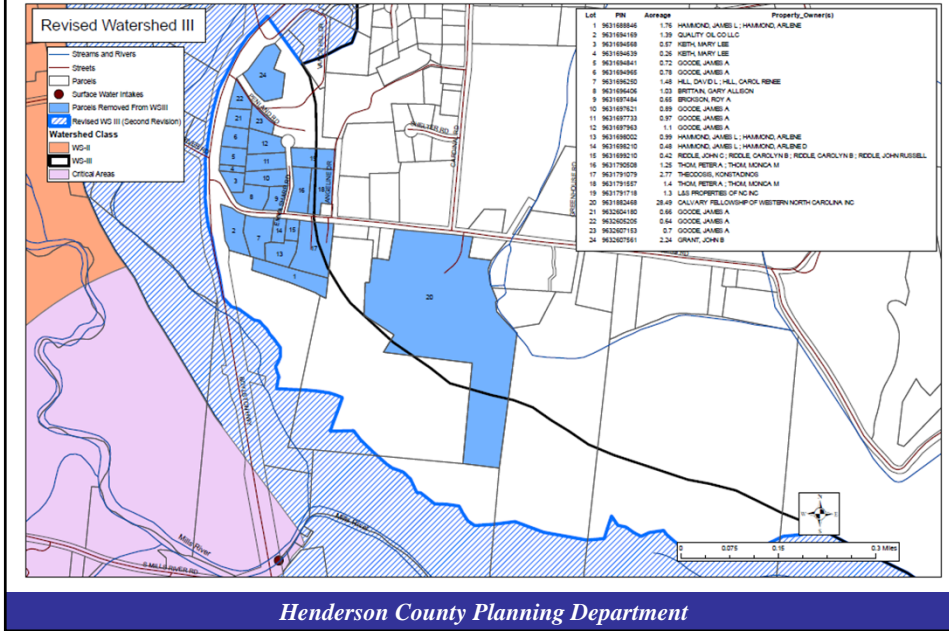 Revised Watershed III
Streams and Rivers
Streets
Parcels
Surface Water Intakes
Parcels Removed From WSIII
Revised WS III (Second Revision)
Watershed Class
WS-II
WS-III
Critical Areas
Lot PIN Acreage Property_Owner(s)
1 9631688846 1.76 HAMMOND, JAMES L ; HAMMOND, ARLENE
2 9631694169 1.39 QUALITY OIL CO LLC
3 9631694568 0.57 KEITH, MARY LEE
4 9631694639 0.26 KEITH, MARY LEE
5 9631694841 0.72 GOODE, JAMES A
6 9631694965 0.78 GOODE, JAMES A
7 9631696250 1.48 HILL, DAVID L ; HILL, CAROL RENEE
8 9631696406 1.03 BRITTAIN, GARY ALLISON
9 9631697484 0.65 ERICKSON, ROY A
10 9631697621 0.89 GOODE, JAMES A
11 9631697733 0.97 GOODE, JAMES A
12 9631697963 1.1 GOODE, JAMES A
13 9631698002 0.99 HAMMOND, JAMES L ; HAMMOND, ARLENE
14 9631698210 0.48 HAMMOND, JAMES L ; HAMMOND, ARLENE D
15 9631699210 0.42 RIDDLE, JOHN C ; RIDDLE, CAROLYN B ; RIDDLE, CAROLYN B ; RIDDLE, JOHN RUSSELL
16 9631790508 1.25 THOM, PETER A ; THOM, MONICA M
17 9631791079 2.77 THEODOSIS, KONSTADINOS
18 9631791557 1.4 THOM, PETER A ; THOM, MONICA M
19 9631791718 1.3 L&S PROPERTIES OF NC INC
20 9631882468 28.49 CALVARY FELLOWSHIP OF WESTERN NORTH CAROLINA INC
21 9632604180 0.66 GOODE, JAMES A
22 9632605205 0.64 GOODE, JAMES A
23 9632607153 0.7 GOODE, JAMES A
24 9632607561 2.24 GRANT, JOHN B
24
22
21
23
6
12
5
11
4
10
3
8
9
16
18
2
7
14
15
17
13
1
20
GREENHOUSE RD
BOYLSTON HWY
Mills River
Mills River
S MILLS RIVER RD
N
W
E
S
0 0.075 0.15 0.3 Miles
Henderson County Planning Department